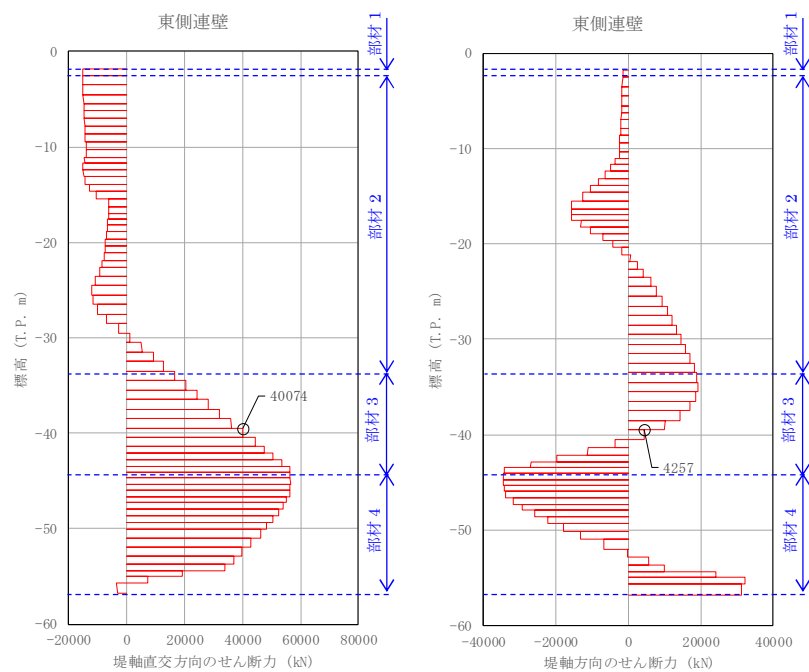 東側連壁
0
-10
-20
-30
-40
-50
-60
-20000
0
20000
40000
60000
80000
標高 (T.P. m)
堤軸直交方向のせん断力 (kN)
40074
部材1
部材2
部材3
部材4
東側連壁
0
-10
-20
-30
-40
-50
-60
-40000
-20000
0
20000
40000
標高 (T.P. m)
堤軸方向のせん断力 (kN)
4257
部材1
部材2
部材3
部材4